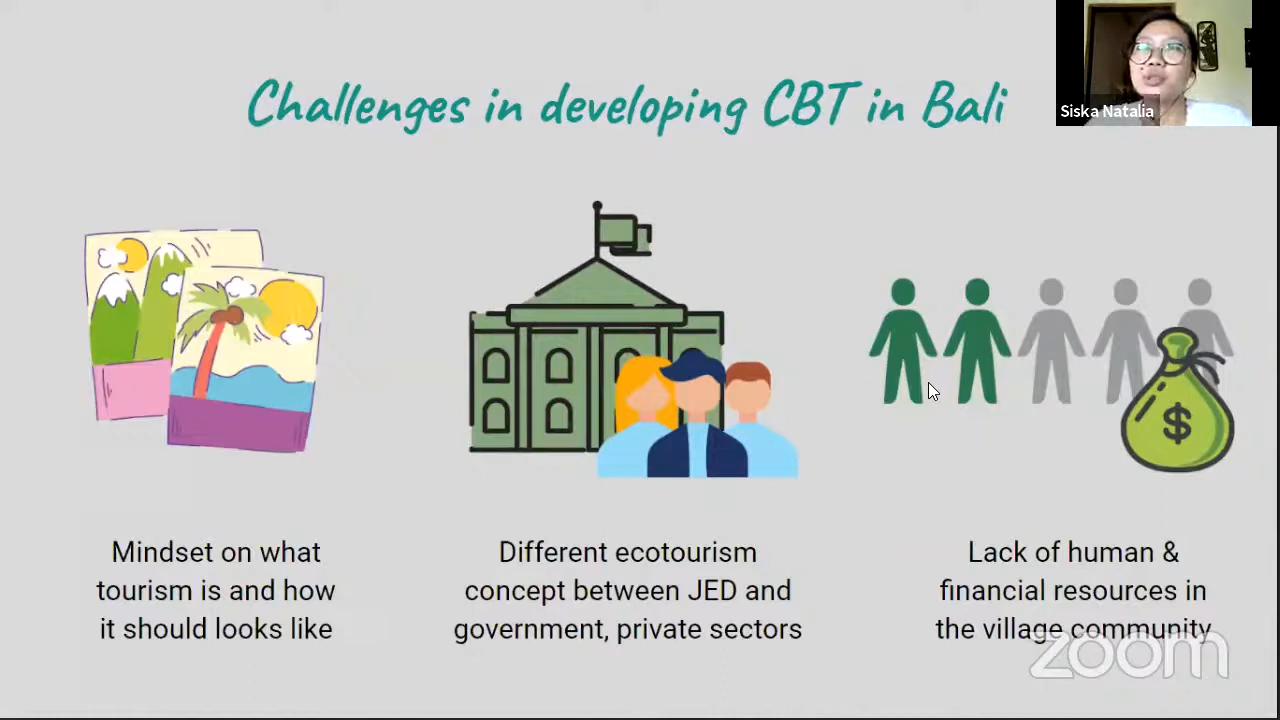 Challenges in developing CBT in Bali
Siska Natalia
$
Mindset on what
tourism is and how
it should looks like
Different ecotourism
concept between JED and
government, private sectors
Lack of human &
financial resources in
the village community
zoom